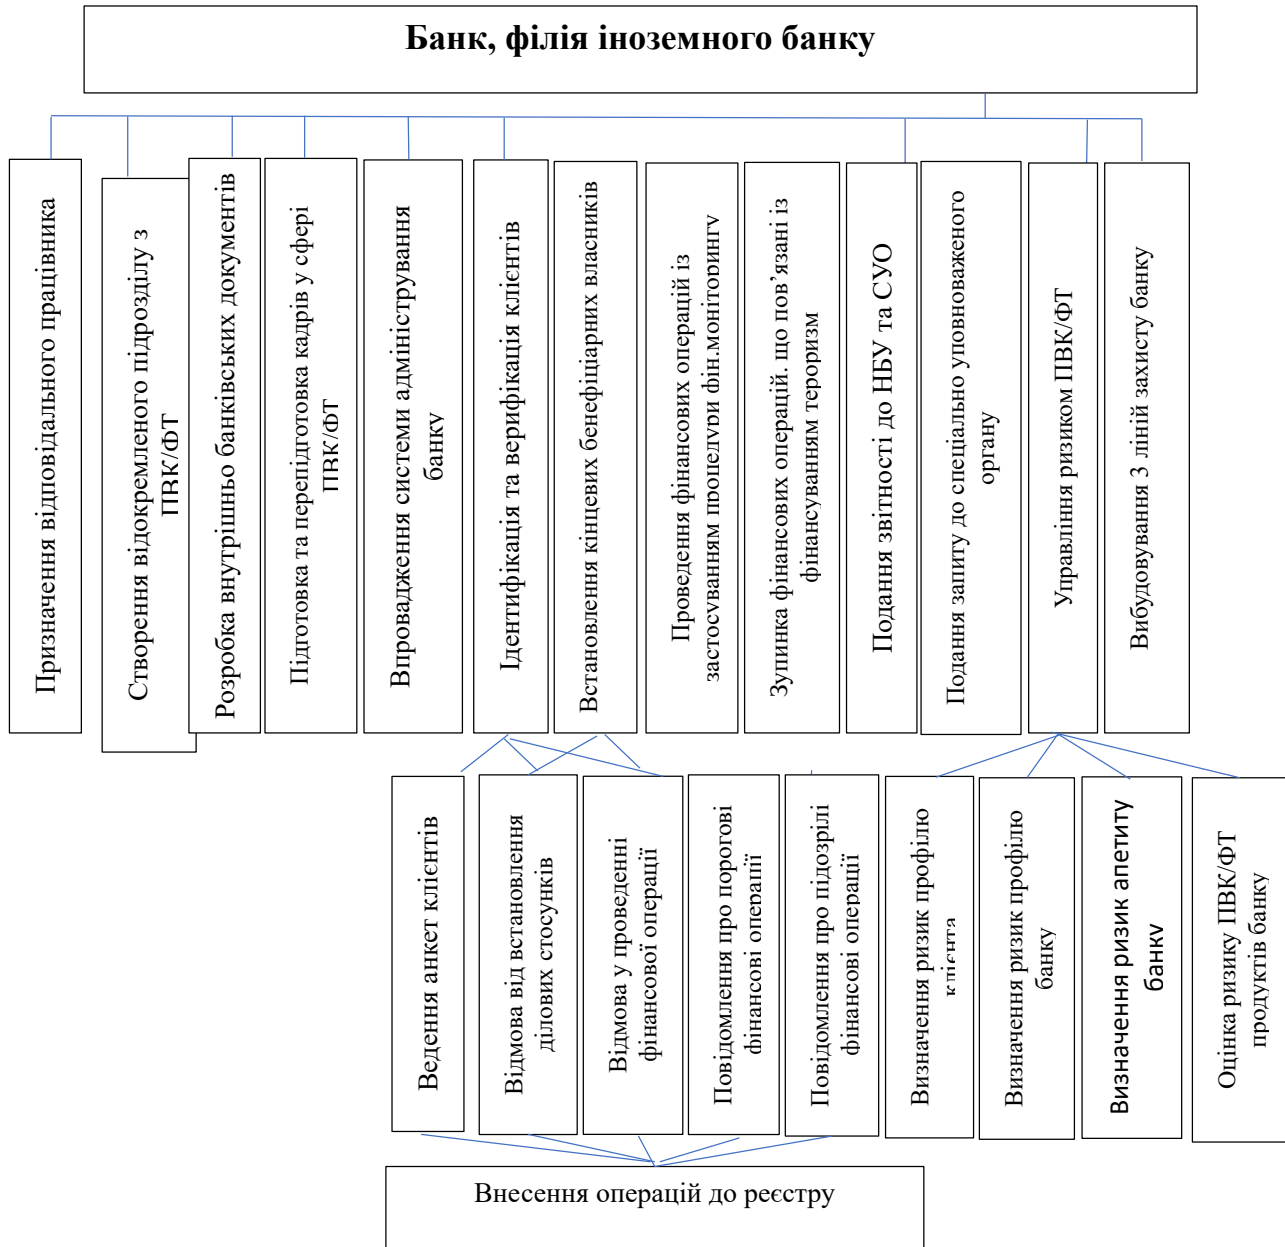 Банк, філія іноземного банку
Призначення відповідального працівника
Створення відокремленого підрозділу з
ПВК/ФТ
Розробка внутрішньо банківських документів
Підготовка та перепідготовка кадрів у сфері
ПВК/ФТ
Впровадження системи адміністрування
банку
Ідентифікація та верифікація клієнтів
Встановлення кінцевих бенефіціарних власників
Проведення фінансових операцій із
застосуванням процедури фін.моніторингу
Зупинка фінансових операцій, що пов’язані із
фінансуванням тероризм
Подання звітності до НБУ та СУО
Подання запиту до спеціально уповноваженого
органу
Управління ризиком ПВК/ФТ
Вибудовування 3 ліній захисту банку
Ведення анкет клієнтів
Відмова від встановлення
ділових стосунків
Відмова у проведенні
фінансової операції
Повідомлення про порогові
фінансові операції
Повідомлення про підозрілі
фінансові операції
Визначення ризик профілю
клієнта
Визначення ризик профілю
банку
Визначення ризик апетиту
банку
Оцінка ризику ПВК/ФТ
продуктів банку
Внесення операцій до реєстру